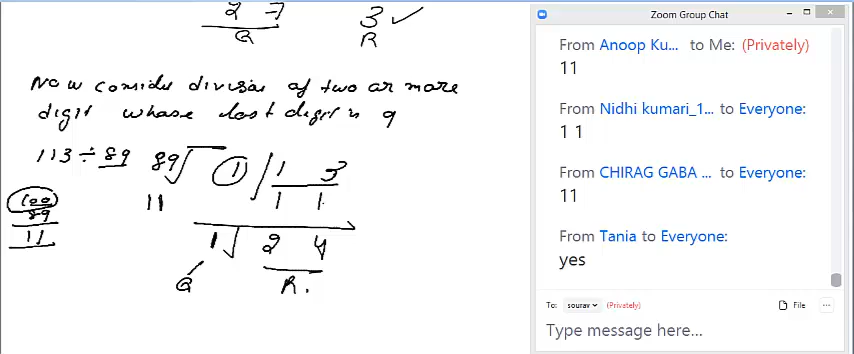 2 7 3 ✓
Q R
Now consider division of two or more
digit whose last digit is 9
113 ÷ 89 89 1 / 1 3
100 11 1 1
89
11 1 2 4
Q R.
Zoom Group Chat
From Anoop Ku... to Me: (Privately)
11
From Nidhi kumari_1... to Everyone:
1 1
From CHIRAG GABA ... to Everyone:
11
From Tania to Everyone:
yes
To: sourav (Privately) File ...
Type message here...